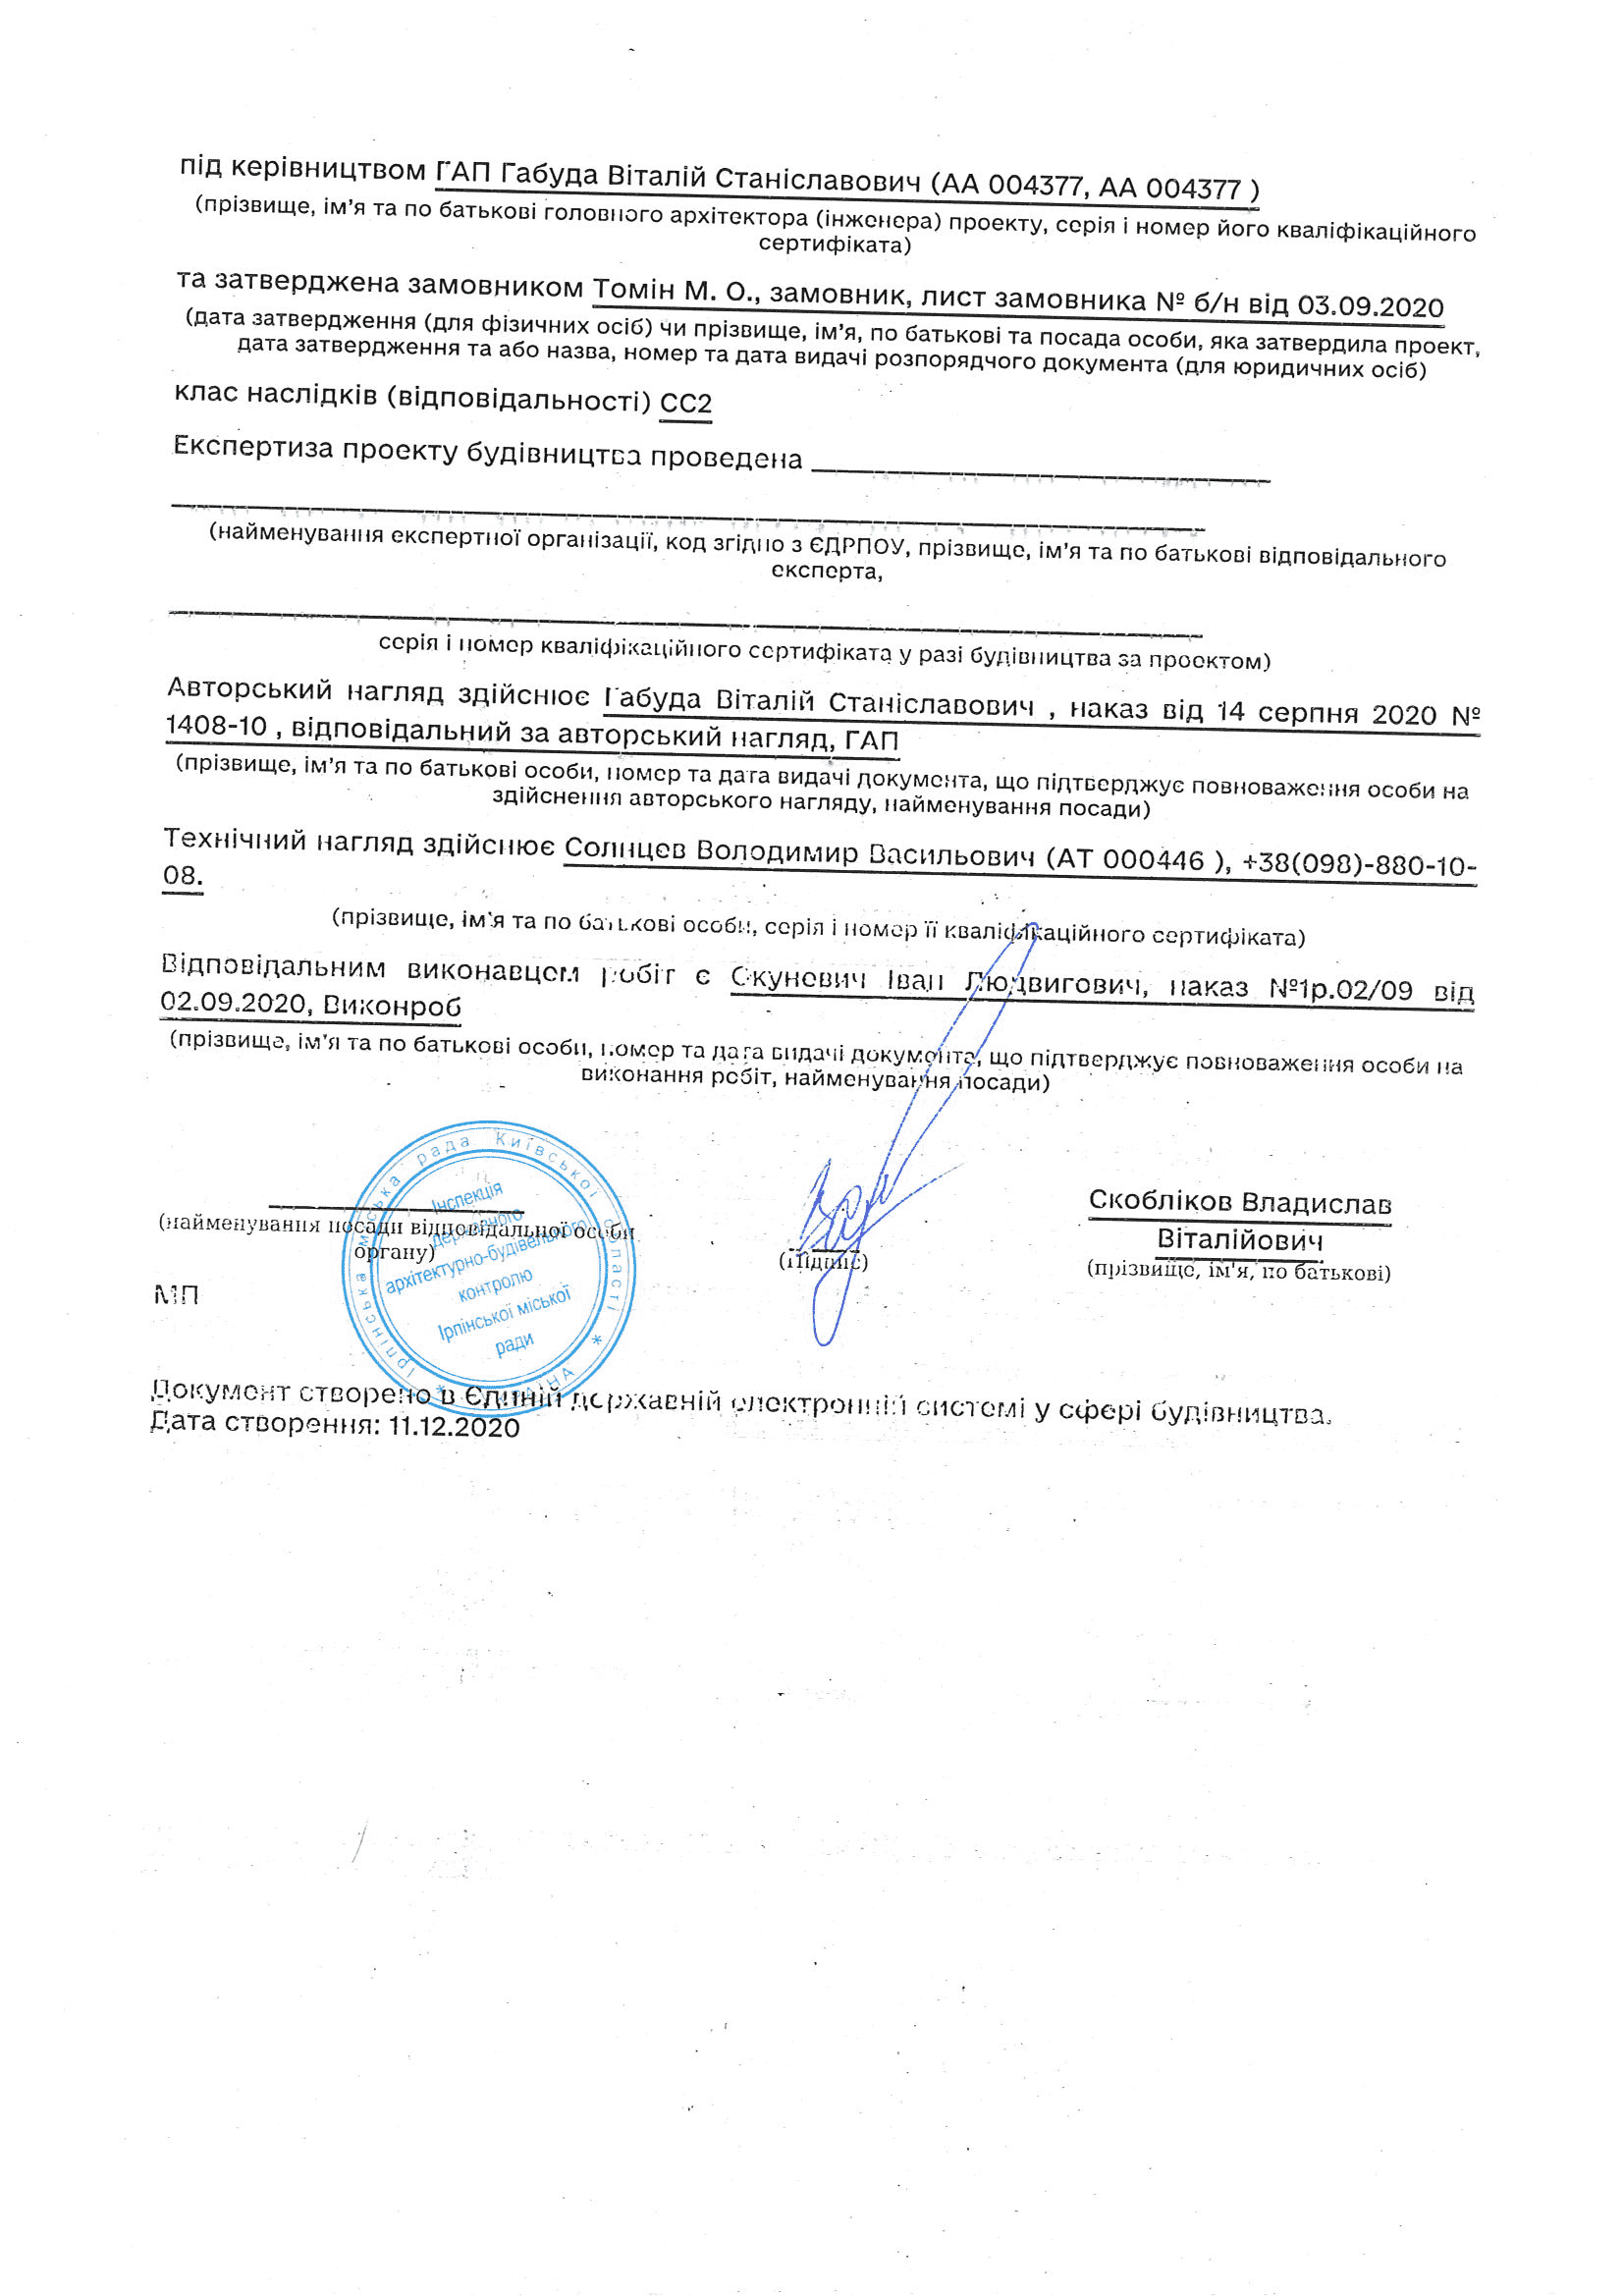 під керівництвом ГАП Габуда Віталій Станіславович (АА 004377, АА 004377 )
(прізвище, ім’я та по батькові головного архітектора (інженера) проекту, серія і номер його кваліфікаційного
сертифіката)
та затверджена замовником Томін М. О., замовник, лист замовника № б/н від 03.09.2020
(дата затвердження (для фізичних осіб) чи прізвище, ім’я, по батькові та посада особи, яка затвердила проект,
дата затвердження та або назва, номер та дата видачі розпорядчого документа (для юридичних осіб)
клас наслідків (відповідальності) СС2
Експертиза проекту будівництва проведена
(найменування експертної організації, код згідно з ЄДРПОУ, прізвище, ім’я та по батькові відповідального
експерта,
серія і номер кваліфікаційного сертифіката у разі будівництва за проектом)
Авторський нагляд здійснює Габуда Віталій Станіславович , наказ від 14 серпня 2020 №
1408-10 , відповідальний за авторський нагляд, ГАП
(прізвище, ім’я та по батькові особи, номер та дата видачі документа, що підтверджує повноваження особи на
здійснення авторського нагляду, найменування посади)
Технічний нагляд здійснює Солнцев Володимир Васильович (АТ 000446 ), +38(098)-880-10-
08.
(прізвище, ім’я та по батькові особи, серія і номер її кваліфікаційного сертифіката)
Відповідальним виконавцем робіт є Окуневич Іван Людвигович, наказ №1р.02/09 від
02.09.2020, Виконроб
(прізвище, ім’я та по батькові особи, номер та дата видачі документа, що підтверджує повноваження особи на
виконання робіт, найменування посади)
Ірпінська міська рада Київської області * УКРАЇНА *
Інспекція
державного
архітектурно-будівельного
контролю
Ірпінської міської
ради
(найменування посади відповідальної особи
органу)
(підпис)
Скобліков Владислав
Віталійович
(прізвище, ім’я, по батькові)
МП
Документ створено в Єдиній державній електронній системі у сфері будівництва.
Дата створення: 11.12.2020